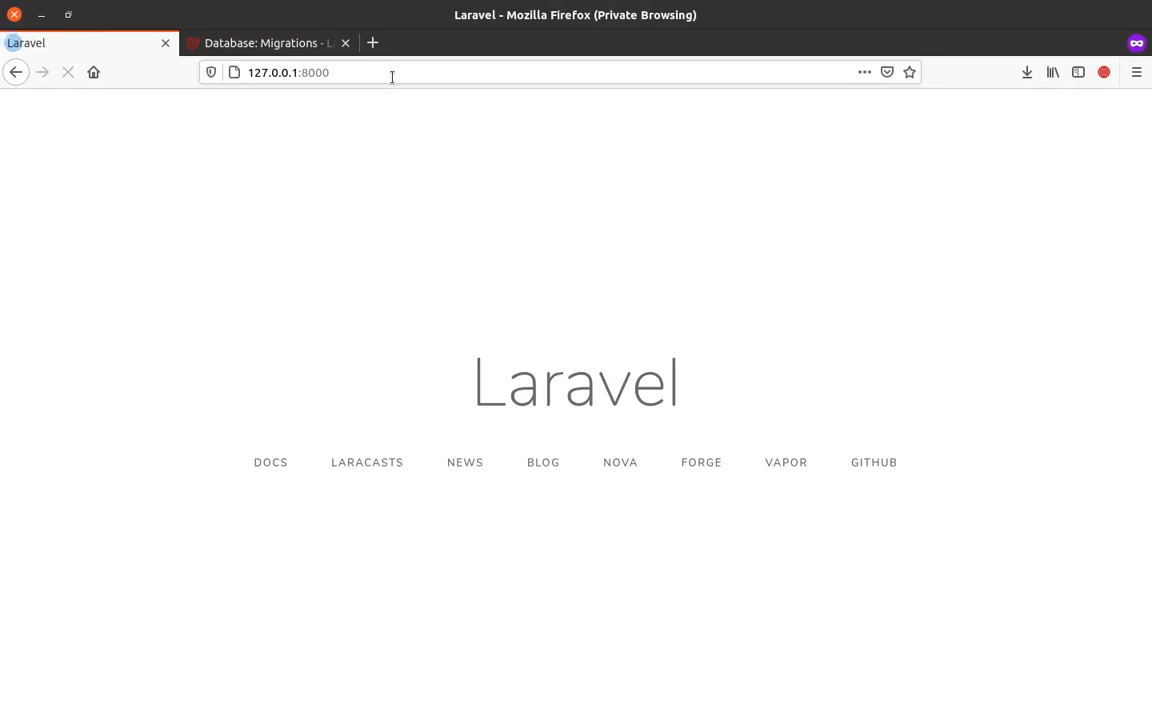 Laravel - Mozilla Firefox (Private Browsing)
Laravel
Database: Migrations - L
127.0.0.1:8000
Laravel
DOCS LARACASTS NEWS BLOG NOVA FORGE VAPOR GITHUB